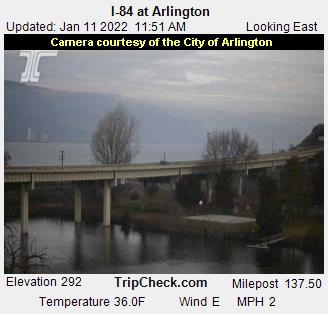 I-84 at Arlington
Updated: Jan 11 2022 11:51 AM Looking East
Camera courtesy of the City of Arlington
Elevation 292 TripCheck.com Milepost 137.50
Temperature 36.0F Wind E MPH 2